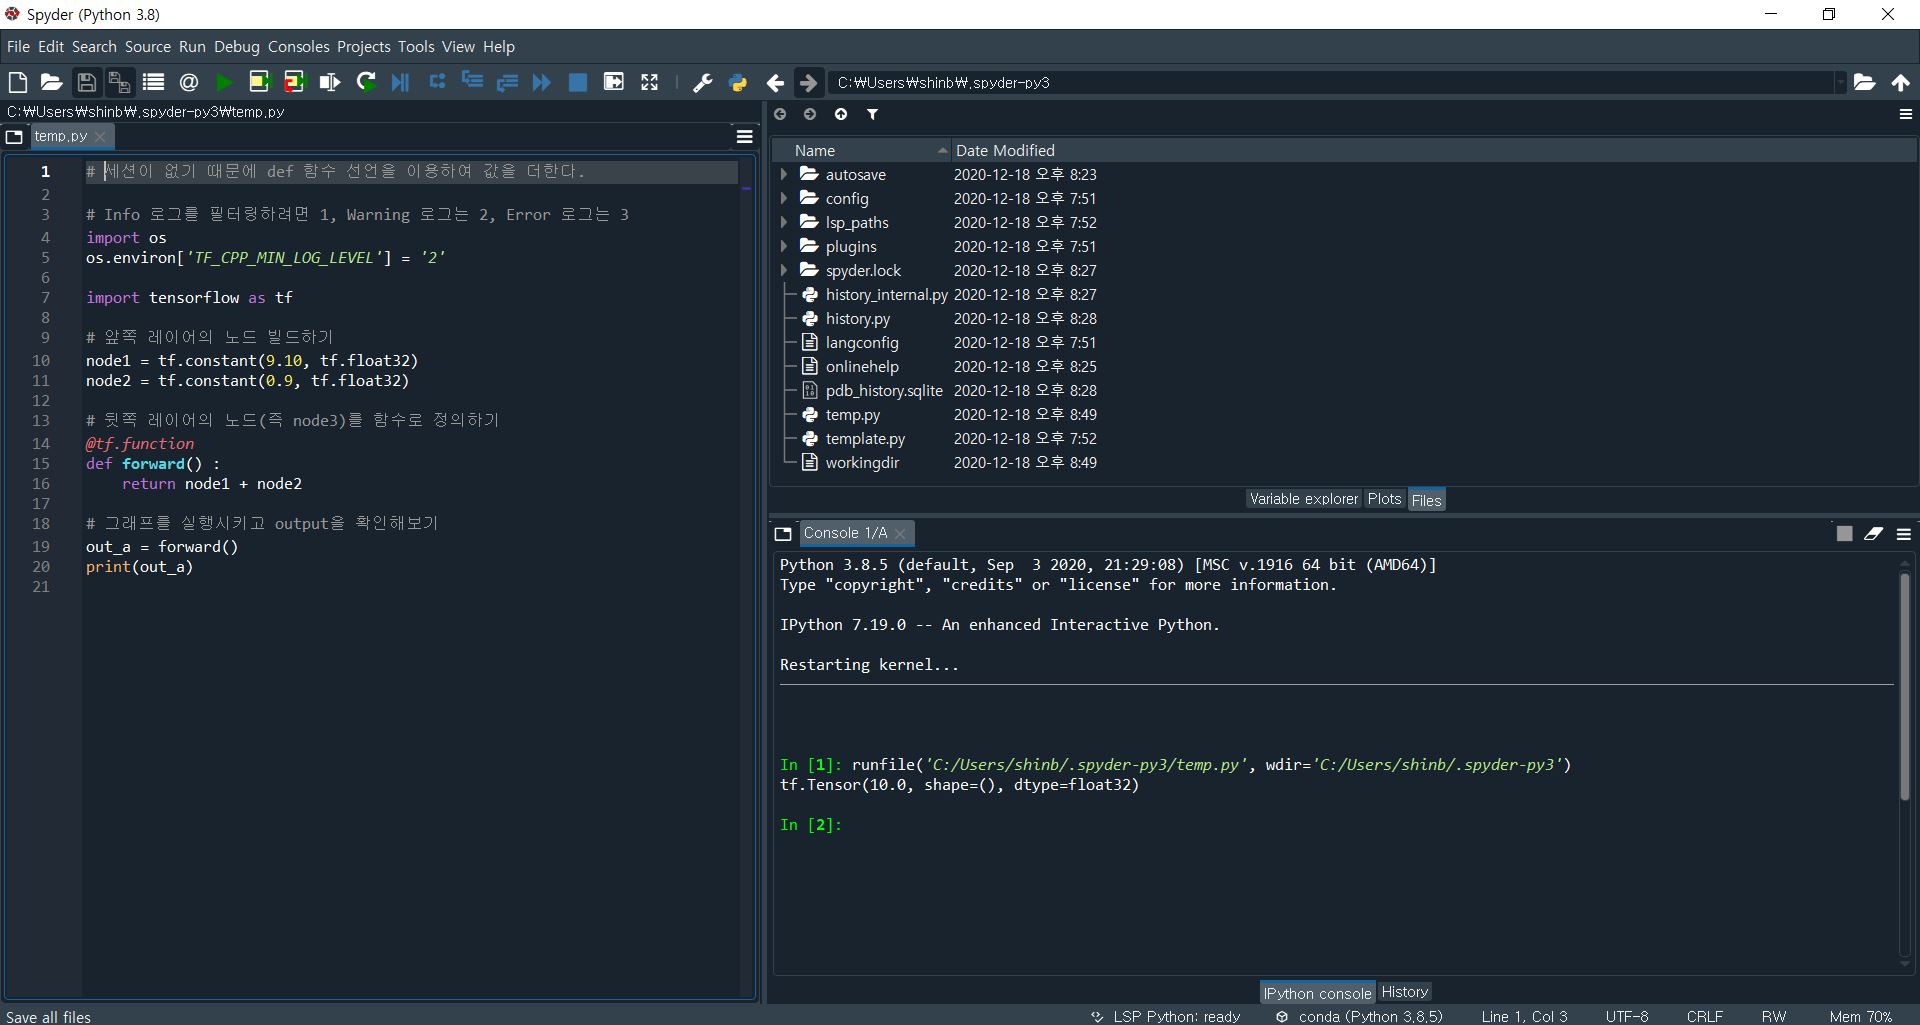 Spyder (Python 3.8)
File Edit Search Source Run Debug Consoles Projects Tools View Help
C:₩Users₩shinb₩.spyder-py3
C:₩Users₩shinb₩.spyder-py3₩temp.py
temp.py
1 # 세션이 없기 때문에 def 함수 선언을 이용하여 값을 더한다.
2
3 # Info 로그를 필터링하려면 1, Warning 로그는 2, Error 로그는 3
4 import os
5 os.environ['TF_CPP_MIN_LOG_LEVEL'] = '2'
6
7 import tensorflow as tf
8
9 # 앞쪽 레이어의 노드 빌드하기
10 node1 = tf.constant(9.10, tf.float32)
11 node2 = tf.constant(0.9, tf.float32)
12
13 # 뒷쪽 레이어의 노드(즉 node3)를 함수로 정의하기
14 @tf.function
15 def forward() :
16     return node1 + node2
17
18 # 그래프를 실행시키고 output을 확인해보기
19 out_a = forward()
20 print(out_a)
21
Name Date Modified
autosave 2020-12-18 오후 8:23
config 2020-12-18 오후 7:51
lsp_paths 2020-12-18 오후 7:52
plugins 2020-12-18 오후 7:51
spyder.lock 2020-12-18 오후 8:27
history_internal.py 2020-12-18 오후 8:27
history.py 2020-12-18 오후 8:28
langconfig 2020-12-18 오후 7:51
onlinehelp 2020-12-18 오후 8:25
pdb_history.sqlite 2020-12-18 오후 8:28
temp.py 2020-12-18 오후 8:49
template.py 2020-12-18 오후 7:52
workingdir 2020-12-18 오후 8:49
Variable explorer Plots Files
Console 1/A
Python 3.8.5 (default, Sep  3 2020, 21:29:08) [MSC v.1916 64 bit (AMD64)]
Type "copyright", "credits" or "license" for more information.
IPython 7.19.0 -- An enhanced Interactive Python.
Restarting kernel...
In [1]: runfile('C:/Users/shinb/.spyder-py3/temp.py', wdir='C:/Users/shinb/.spyder-py3')
tf.Tensor(10.0, shape=(), dtype=float32)
In [2]:
IPython console History
Save all files LSP Python: ready conda (Python 3.8.5) Line 1, Col 3 UTF-8 CRLF RW Mem 70%